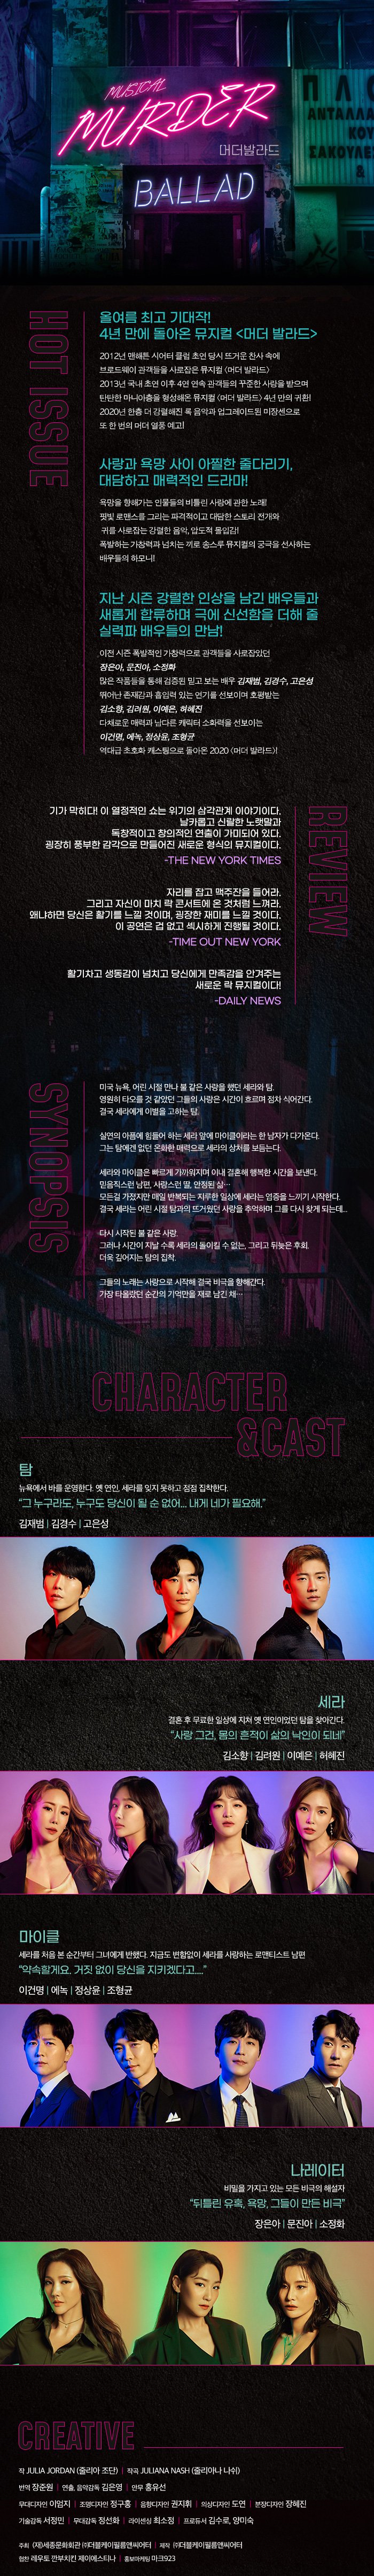 MUSICAL
MURDER
머더발라드
BALLAD
ΑΝΤΑΛΛΑ
ΚΟΥ
ΣΑΚΟΥΛΕΣ
&
HOT ISSUE
올여름 최고 기대작!
4년 만에 돌아온 뮤지컬 <머더 발라드>
2012년 맨해튼 시어터 클럽 초연 당시 뜨거운 찬사 속에
브로드웨이 관객들을 사로잡은 뮤지컬 <머더 발라드>
2013년 국내 초연 이후 4연 연속 관객들의 꾸준한 사랑을 받으며
탄탄한 마니아층을 형성해온 뮤지컬 <머더 발라드> 4년 만의 귀환!
2020년 한층 더 강렬해진 록 음악과 업그레이드된 미장센으로
또 한 번의 머더 열풍 예고!
사랑과 욕망 사이 아찔한 줄다리기,
대담하고 매력적인 드라마!
욕망을 향해가는 인물들의 비틀린 사랑에 관한 노래!
핏빛 로맨스를 그리는 파격적이고 대담한 스토리 전개와
귀를 사로잡는 강렬한 음악, 압도적 몰입감!
폭발하는 가창력과 넘치는 끼로 송스루 뮤지컬의 궁극을 선사하는
배우들의 하모니!
지난 시즌 강렬한 인상을 남긴 배우들과
새롭게 합류하며 극에 신선함을 더해 줄
실력파 배우들의 만남!
이전 시즌 폭발적인 가창력으로 관객들을 사로잡았던
장은아, 문진아, 소정화
많은 작품들을 통해 검증된 믿고 보는 배우 김재범, 김경수, 고은성
뛰어난 존재감과 흡입력 있는 연기를 선보이며 호평받는
김소향, 김려원, 이예은, 허혜진
다채로운 매력과 남다른 캐릭터 소화력을 선보이는
이건명, 에녹, 정상윤, 조형균
역대급 초호화 캐스팅으로 돌아온 2020 <머더 발라드>!
REVIEW
기가 막히다! 이 열정적인 쇼는 위기의 삼각관계 이야기이다.
날카롭고 신랄한 노랫말과
독창적이고 창의적인 연출이 가미되어 있다.
굉장히 풍부한 감각으로 만들어진 새로운 형식의 뮤지컬이다.
-THE NEW YORK TIMES
자리를 잡고 맥주잔을 들어라.
그리고 자신이 마치 락 콘서트에 온 것처럼 느껴라.
왜냐하면 당신은 활기를 느낄 것이며, 굉장한 재미를 느낄 것이다.
이 공연은 겁 없고 섹시하게 진행될 것이다.
-TIME OUT NEW YORK
활기차고 생동감이 넘치고 당신에게 만족감을 안겨주는
새로운 락 뮤지컬이다!
-DAILY NEWS
SYNOPSIS
미국 뉴욕, 어린 시절 만나 불 같은 사랑을 했던 세라와 탐.
영원히 타오를 것 같았던 그들의 사랑은 시간이 흐르며 점차 식어간다.
결국 세라에게 이별을 고하는 탐.
실연의 아픔에 힘들어 하는 세라 앞에 마이클이라는 한 남자가 다가온다.
그는 탐에겐 없던 온화한 매력으로 세라의 상처를 보듬는다.
세라와 마이클은 빠르게 가까워지며 이내 결혼해 행복한 시간을 보낸다.
믿음직스런 남편, 사랑스런 딸, 안정된 삶…
모든걸 가졌지만 매일 반복되는 지루한 일상에 세라는 염증을 느끼기 시작한다.
결국 세라는 어린 시절 탐과의 뜨거웠던 사랑을 추억하며 그를 다시 찾게 되는데...
다시 시작된 불 같은 사랑.
그러나 시간이 지날 수록 세라의 돌이킬 수 없는, 그리고 뒤늦은 후회.
더욱 깊어지는 탐의 집착.
그들의 노래는 사랑으로 시작해 결국 비극을 향해간다.
가장 타올랐던 순간의 기억만을 재로 남긴 채…
CHARACTER
&CAST
탐
뉴욕에서 바를 운영한다. 옛 연인, 세라를 잊지 못하고 점점 집착한다.
“그 누구라도, 누구도 당신이 될 순 없어... 내게 네가 필요해.”
김재범 | 김경수 | 고은성
세라
결혼 후 무료한 일상에 지쳐 옛 연인이었던 탐을 찾아간다.
“사랑 그건, 몸의 흔적이 삶의 낙인이 되네”
김소향 | 김려원 | 이예은 | 허혜진
마이클
세라를 처음 본 순간부터 그녀에게 반했다. 지금도 변함없이 세라를 사랑하는 로맨티스트 남편
“약속할게요. 거짓 없이 당신을 지키겠다고....”
이건명 | 에녹 | 정상윤 | 조형균
나레이터
비밀을 가지고 있는 모든 비극의 해설자
“뒤틀린 유혹, 욕망, 그들이 만든 비극”
장은아 | 문진아 | 소정화
CREATIVE
작 JULIA JORDAN (줄리아 조단) | 작곡 JULIANA NASH (줄리아나 나쉬)
번역 장준원 | 연출, 음악감독 김은영 | 안무 홍유선
무대디자인 이엄지 | 조명디자인 정구홍 | 음향디자인 권지휘 | 의상디자인 도연 | 분장디자인 장혜진
기술감독 서정민 | 무대감독 정선화 | 라이센싱 최소정 | 프로듀서 김수로, 양미숙
주최 (재)세종문화회관 ㈜더블케이필름앤씨어터 | 제작 ㈜더블케이필름앤씨어터
협찬 레우토 깐부치킨 제이에스티나 | 홍보마케팅 마크923